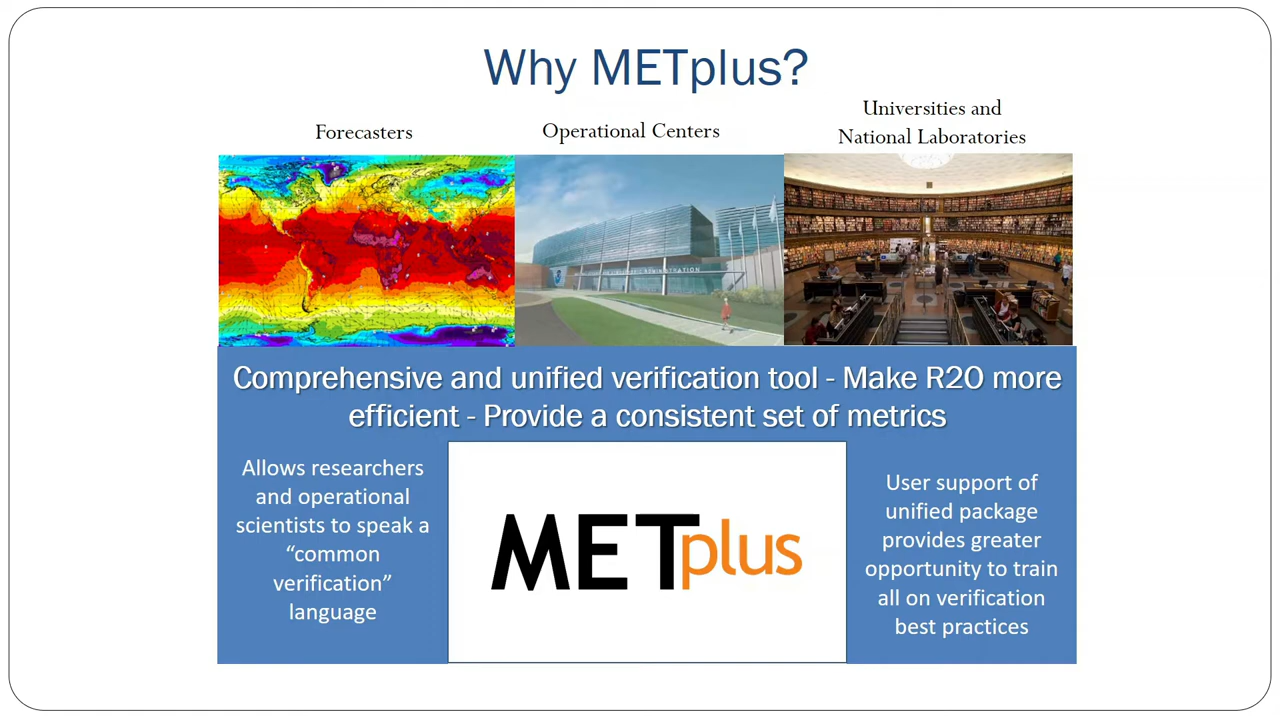 Why METplus?
Forecasters
Operational Centers
Universities and
National Laboratories
Comprehensive and unified verification tool - Make R2O more
efficient - Provide a consistent set of metrics
Allows researchers
and operational
scientists to speak a
“common
verification”
language
METplus
User support of
unified package
provides greater
opportunity to train
all on verification
best practices